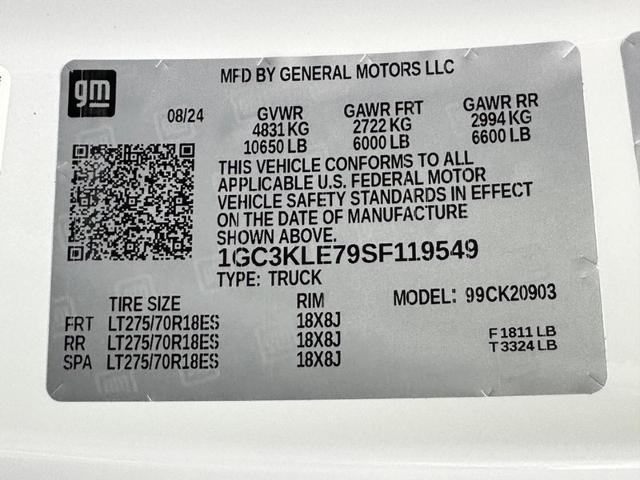 gm
MFD BY GENERAL MOTORS LLC
08/24 GVWR GAWR FRT GAWR RR
4831 KG 2722 KG 2994 KG
10650 LB 6000 LB 6600 LB
THIS VEHICLE CONFORMS TO ALL
APPLICABLE U.S. FEDERAL MOTOR
VEHICLE SAFETY STANDARDS IN EFFECT
ON THE DATE OF MANUFACTURE
SHOWN ABOVE.
1GC3KLE79SF119549
TYPE: TRUCK
TIRE SIZE RIM MODEL: 99CK20903
FRT LT275/70R18ES 18X8J
RR LT275/70R18ES 18X8J
SPA LT275/70R18ES 18X8J
F 1811 LB
T 3324 LB